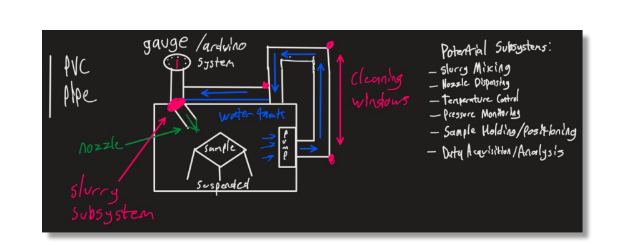 PVC
Pipe
gauge /arduino
system
Cleaning
windows
water tank
nozzle
sample
pump
suspended
slurry
subsystem
Potential Subsystems:
- Slurry Mixing
- Nozzle Dispensing
- Temperature Control
- Pressure Monitoring
- Sample Holding/Positioning
- Data Acquisition/Analysis